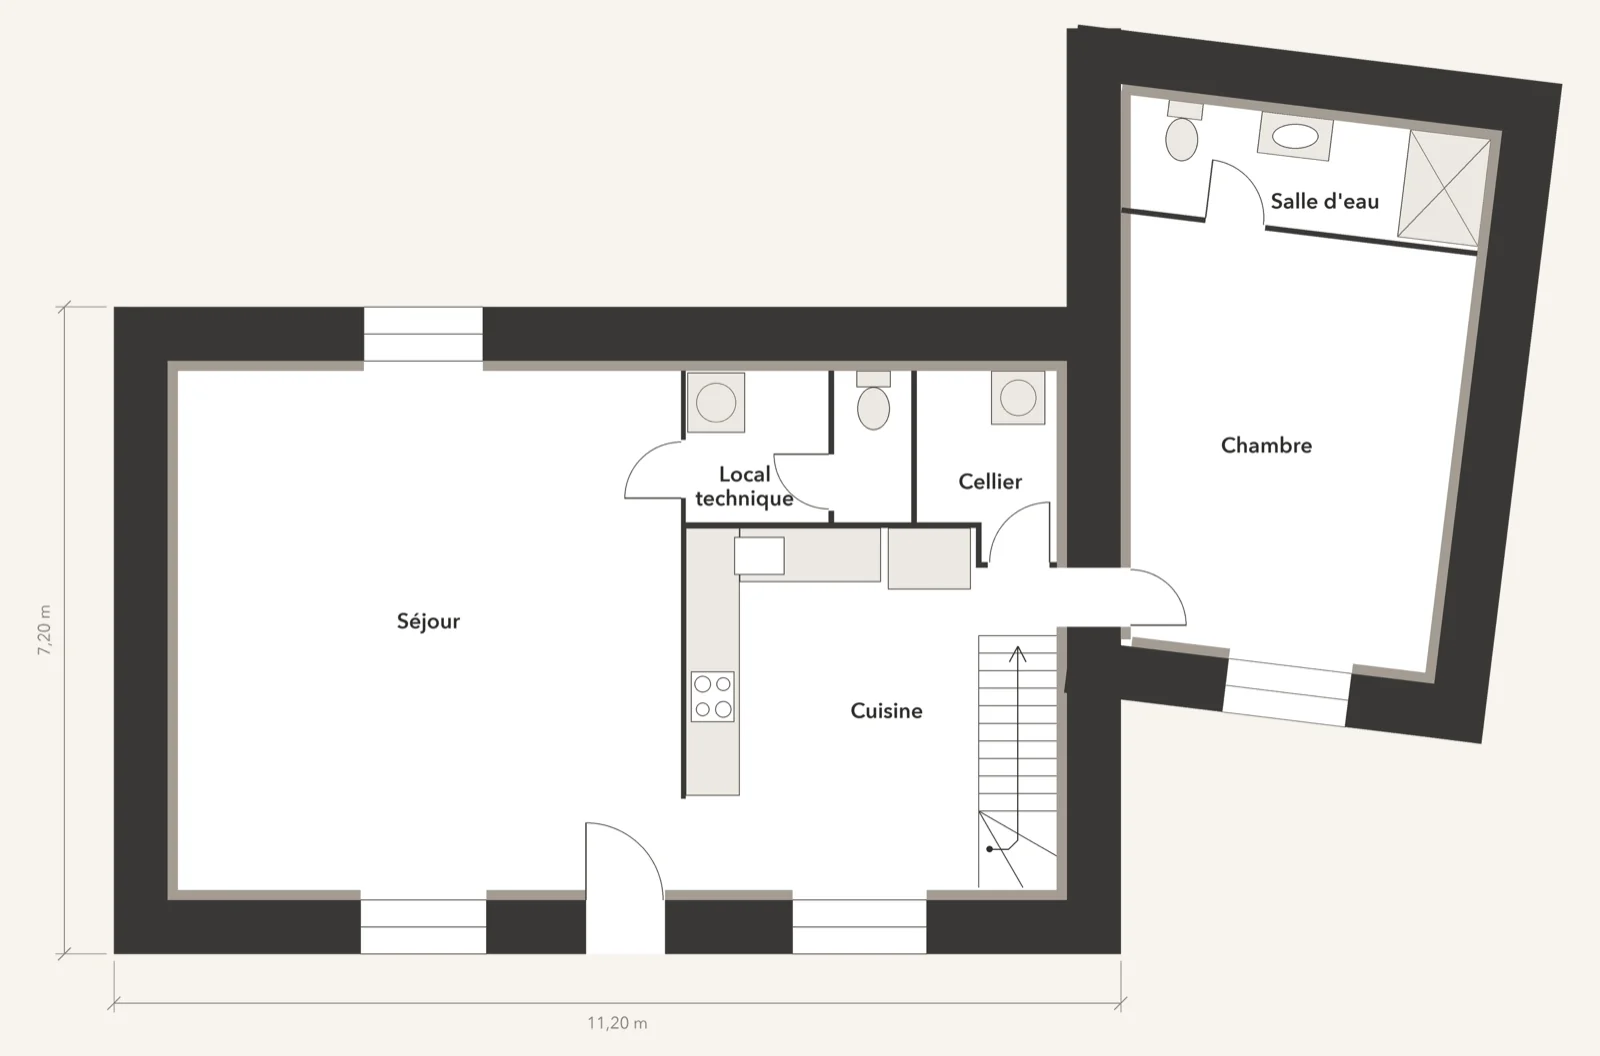 Salle d'eau
Chambre
Local
technique
Cellier
Séjour
Cuisine
7,20 m
11,20 m